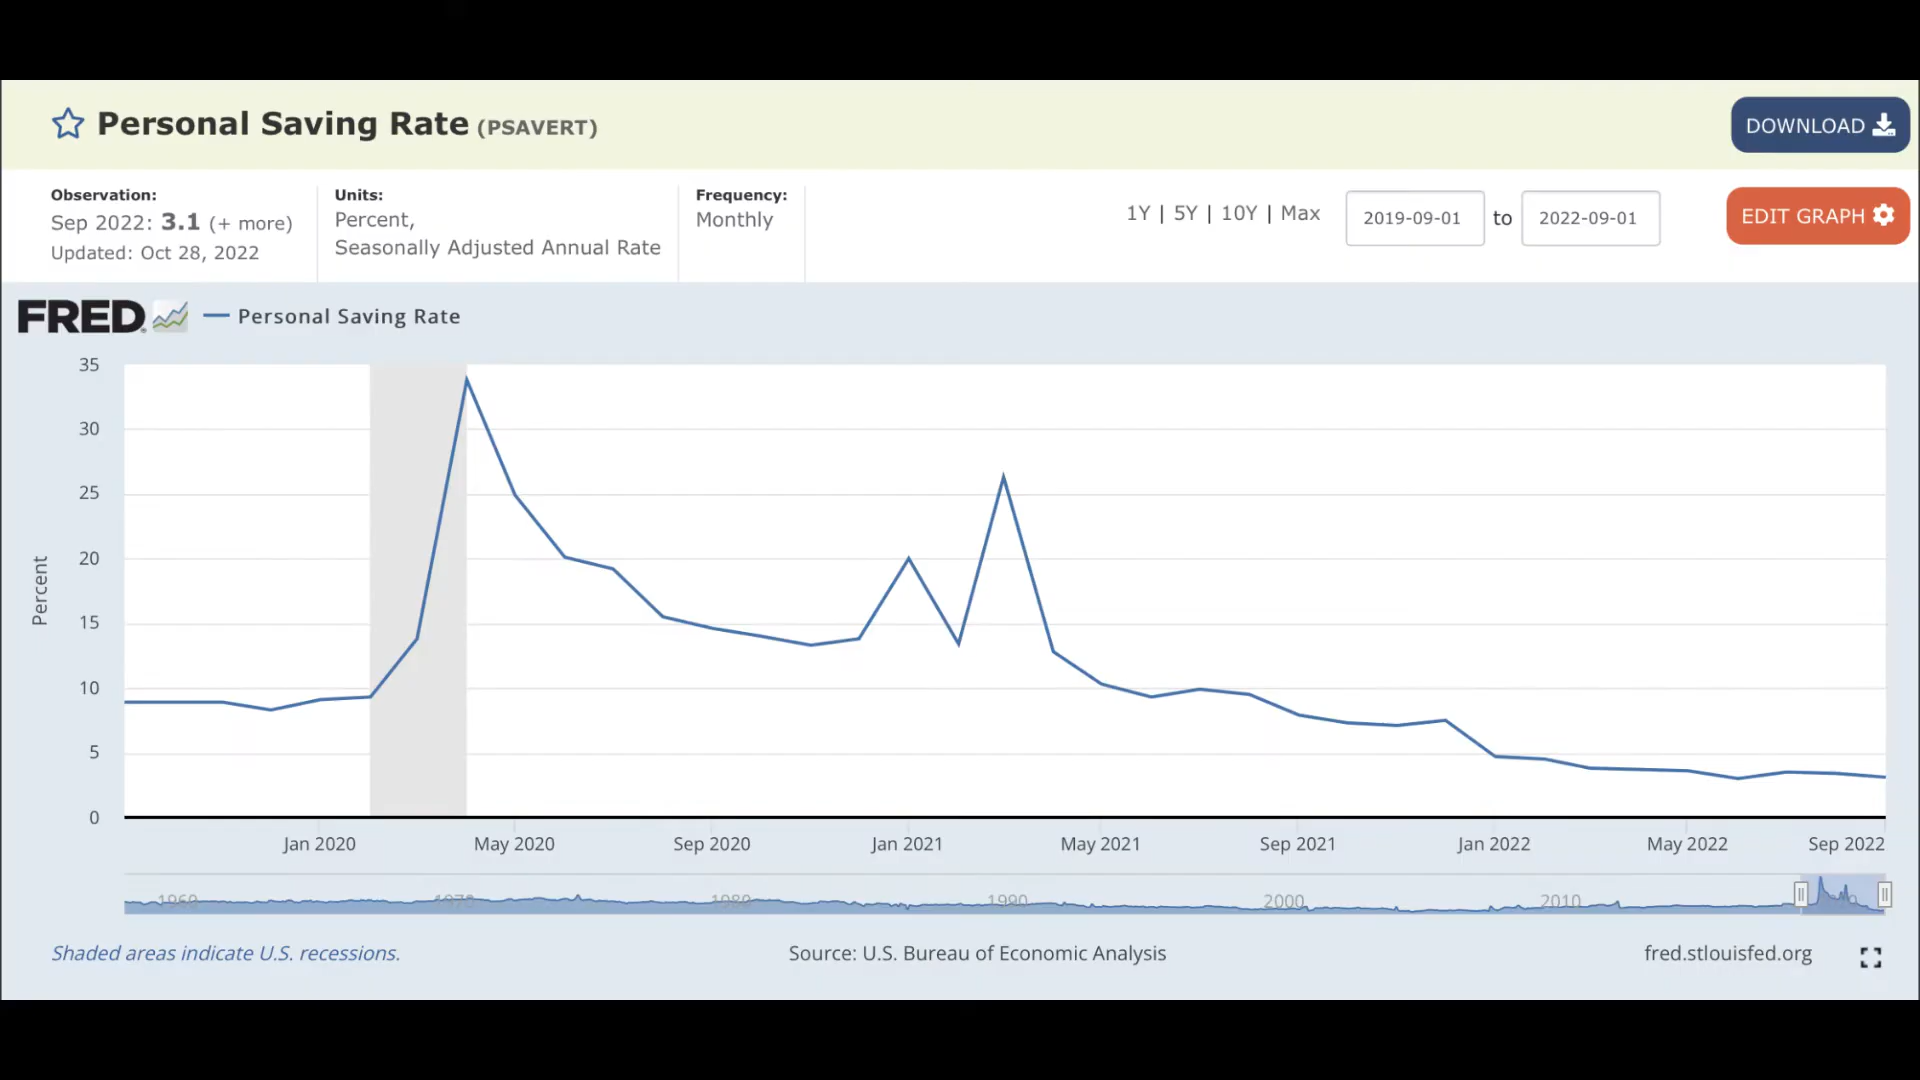 Personal Saving Rate (PSAVERT)
DOWNLOAD
Observation:
Sep 2022: 3.1 (+ more)
Updated: Oct 28, 2022
Units:
Percent,
Seasonally Adjusted Annual Rate
Frequency:
Monthly
1Y | 5Y | 10Y | Max
2019-09-01 to 2022-09-01
EDIT GRAPH
FRED
Personal Saving Rate
35
30
25
20
15
10
5
0
Percent
Jan 2020 May 2020 Sep 2020 Jan 2021 May 2021 Sep 2021 Jan 2022 May 2022 Sep 2022
1960 1970 1980 1990 2000 2010
Shaded areas indicate U.S. recessions.
Source: U.S. Bureau of Economic Analysis
fred.stlouisfed.org